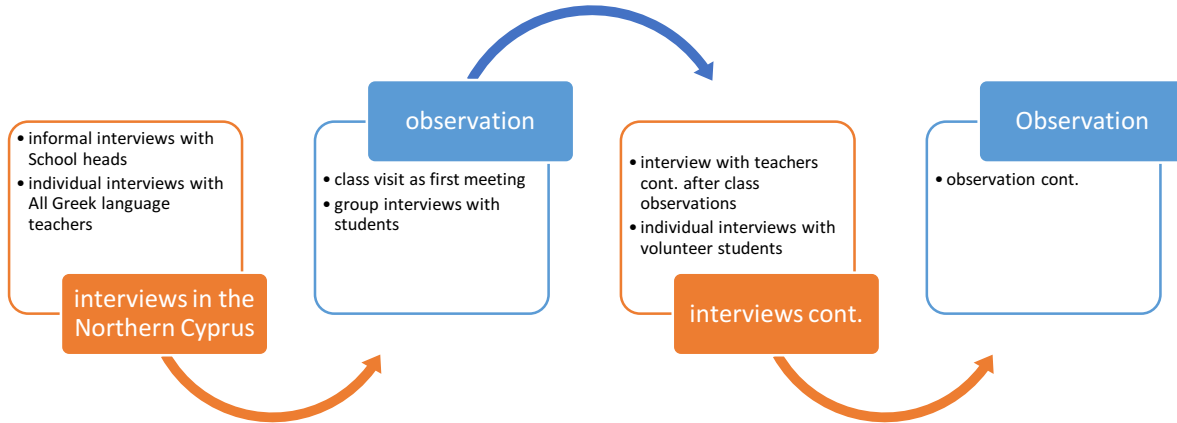 • informal interviews with
School heads
• individual interviews with
All Greek language
teachers
interviews in the
Northern Cyprus
observation
• class visit as first meeting
• group interviews with
students
• interview with teachers
cont. after class
observations
• individual interviews with
volunteer students
interviews cont.
Observation
• observation cont.